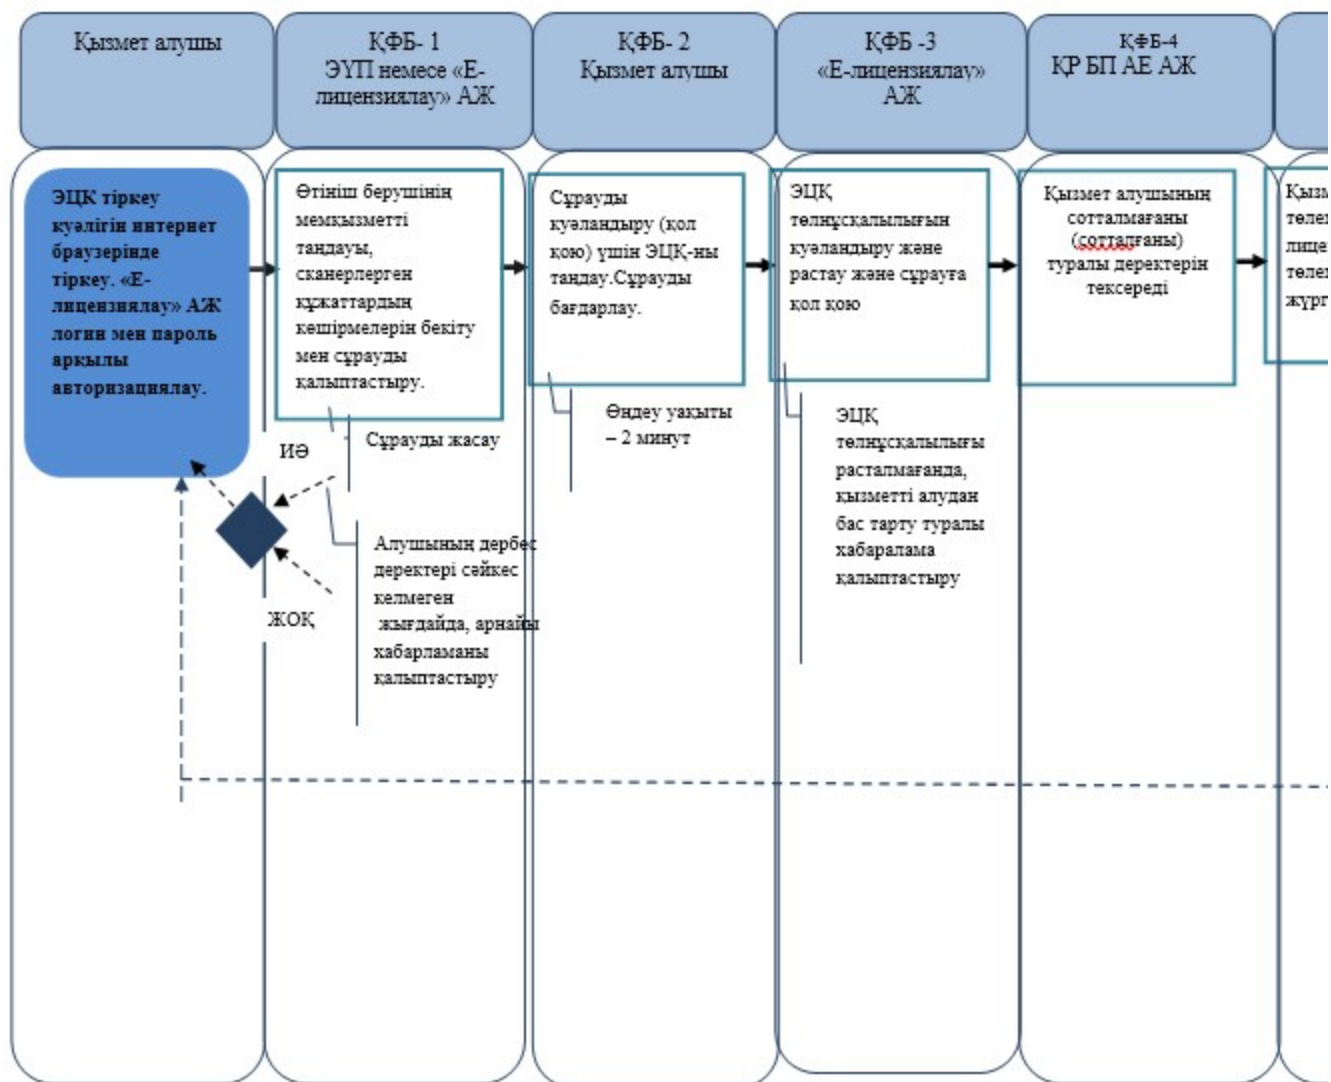 Қызмет алушы
ҚФБ- 1
ЭҮП немесе «Е-
лицензиялау» АЖ
ҚФБ- 2
Қызмет алушы
ҚФБ -3
«Е-лицензиялау»
АЖ
ҚФБ-4
ҚР БП АЕ АЖ
ЭЦК тіркеу
куәлігін интернет
браузерінде
тіркеу. «Е-
лицензиялау» АЖ
логин мен пароль
арқылы
авторизациялау.
Өтініш берушінің
мемқызметті
таңдауы,
сканерлерген
құжаттардың
көшірмелерін бекіту
мен сұрауды
қалыптастыру.
Сұрауды
куәландыру (қол
қою) үшін ЭЦҚ-ны
таңдау.Сұрауды
бағдарлау.
ЭЦҚ
төлнұсқалылығын
куәландыру және
растау және сұрауға
қол қою
Қызмет алушының
сотталмағаны
(сотталғаны)
туралы деректерін
тексереді
ИӘ
Сұрауды жасау
Өңдеу уақыты
– 2 минут
ЭЦҚ
төлнұсқалылығы
расталмағанда,
қызметті алудан
бас тарту туралы
хабаралама
қалыптастыру
Алушының дербес
деректері сәйкес
келмеген
жығдайда, арнайы
хабарламаны
қалыптастыру
ЖОҚ